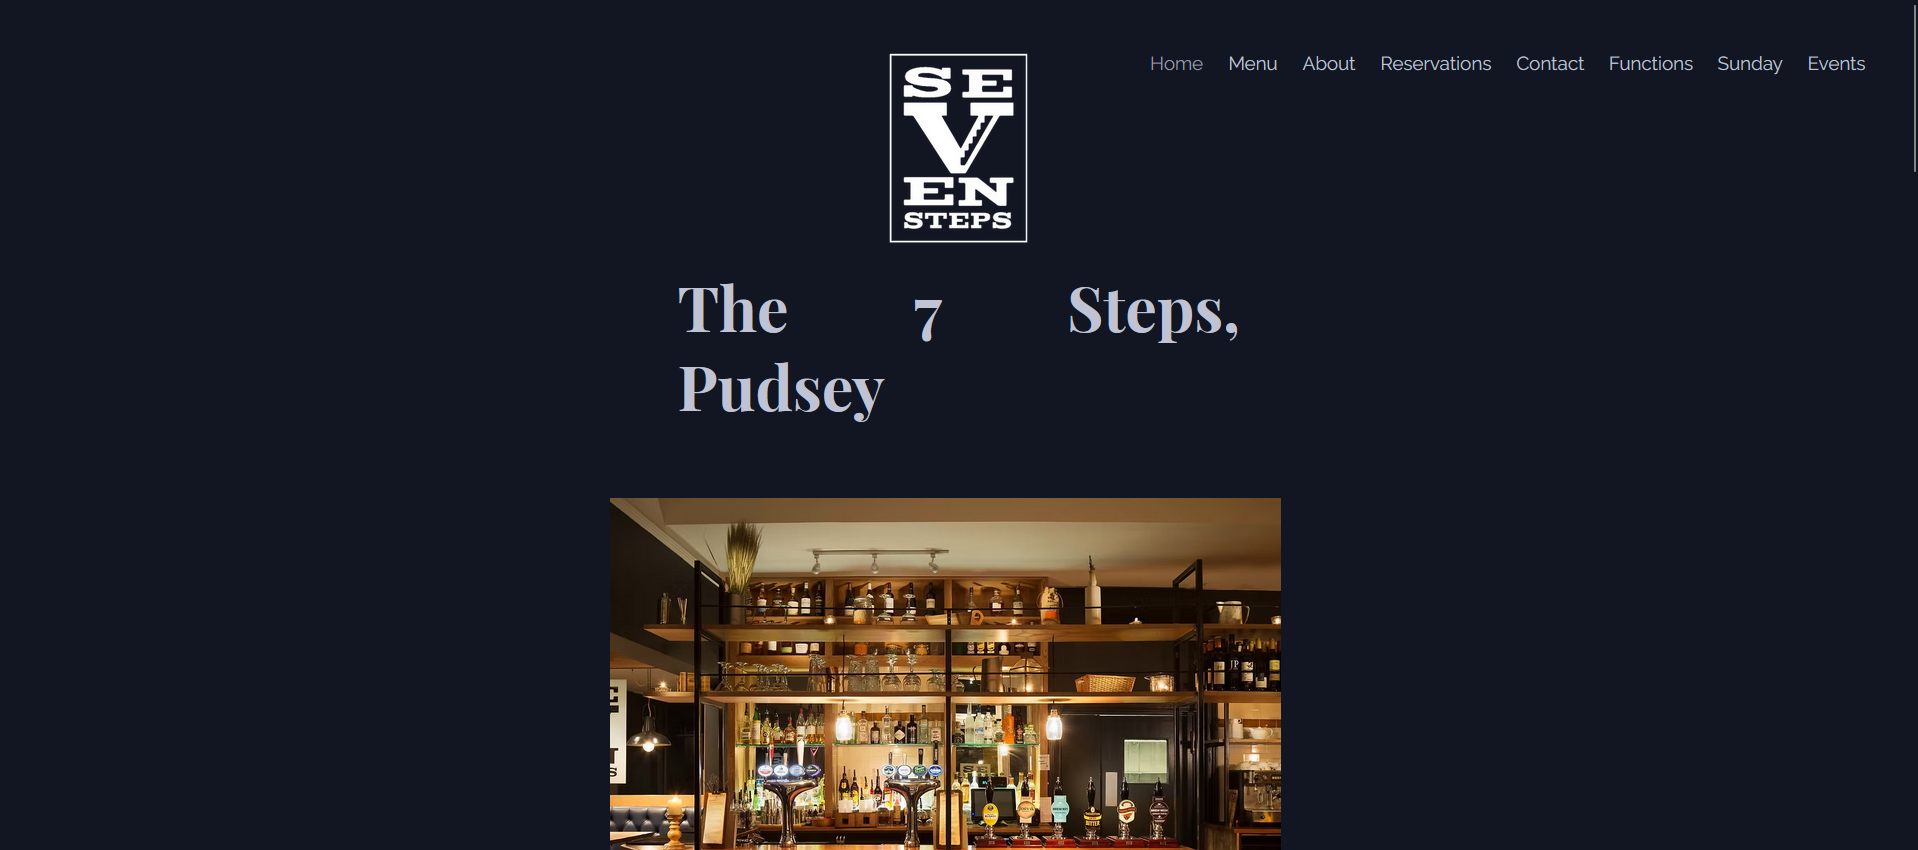 SE
V
EN
STEPS
Home Menu About Reservations Contact Functions Sunday Events
The 7 Steps,
Pudsey